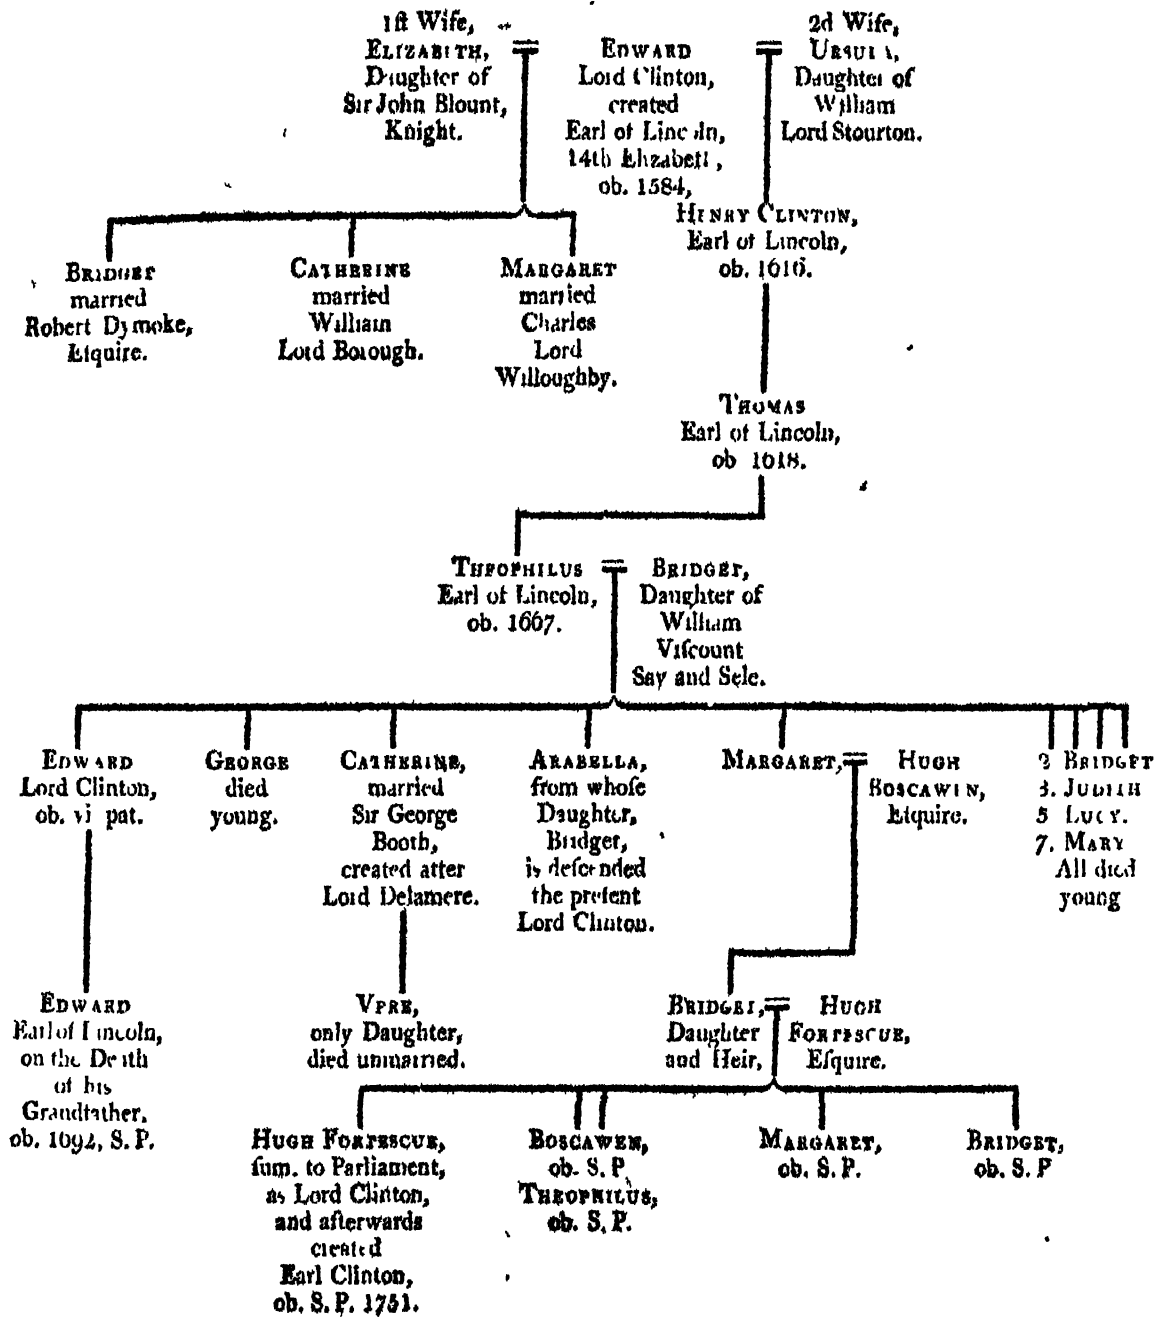 1ſt Wife,
ELIZABETH,
Daughter of
Sir John Blount,
Knight.
EDWARD
Lord Clinton,
created
Earl of Lincoln,
14th Elizabeth,
ob. 1584,
2d Wife,
URSULA,
Daughter of
William
Lord Stourton.
HENRY CLINTON,
Earl of Lincoln,
ob. 1616.
BRIDGET
married
Robert Dymoke,
Eſquire.
CATHERINE
married
William
Lord Borough.
MARGARET
married
Charles
Lord
Willoughby.
THOMAS
Earl of Lincoln,
ob 1618.
THEOPHILUS
Earl of Lincoln,
ob. 1667.
BRIDGET,
Daughter of
William
Viſcount
Say and Sele.
EDWARD
Lord Clinton,
ob. vi pat.
GEORGE
died
young.
CATHERINE,
married
Sir George
Booth,
created after
Lord Delamere.
ARABELLA,
from whoſe
Daughter,
Bridget,
is deſcended
the preſent
Lord Clinton.
MARGARET,
HUGH
BOSCAWEN,
Eſquire.
BRIDGET
JUDITH
5 LUCY.
7. MARY
All died
young
EDWARD
Earl of Lincoln,
on the Death
of his
Grandfather.
ob. 1692, S. P.
VERE,
only Daughter,
died unmarried.
BRIDGET,
Daughter
and Heir,
HUGH
FORTESCUE,
Eſquire.
HUGH FORTESCUE,
ſum. to Parliament,
as Lord Clinton,
and afterwards
created
Earl Clinton,
ob. S. P. 1751.
BOSCAWEN,
ob. S. P.
THEOPHILUS,
ob. S. P.
MARGARET,
ob. S. P.
BRIDGET,
ob. S. P